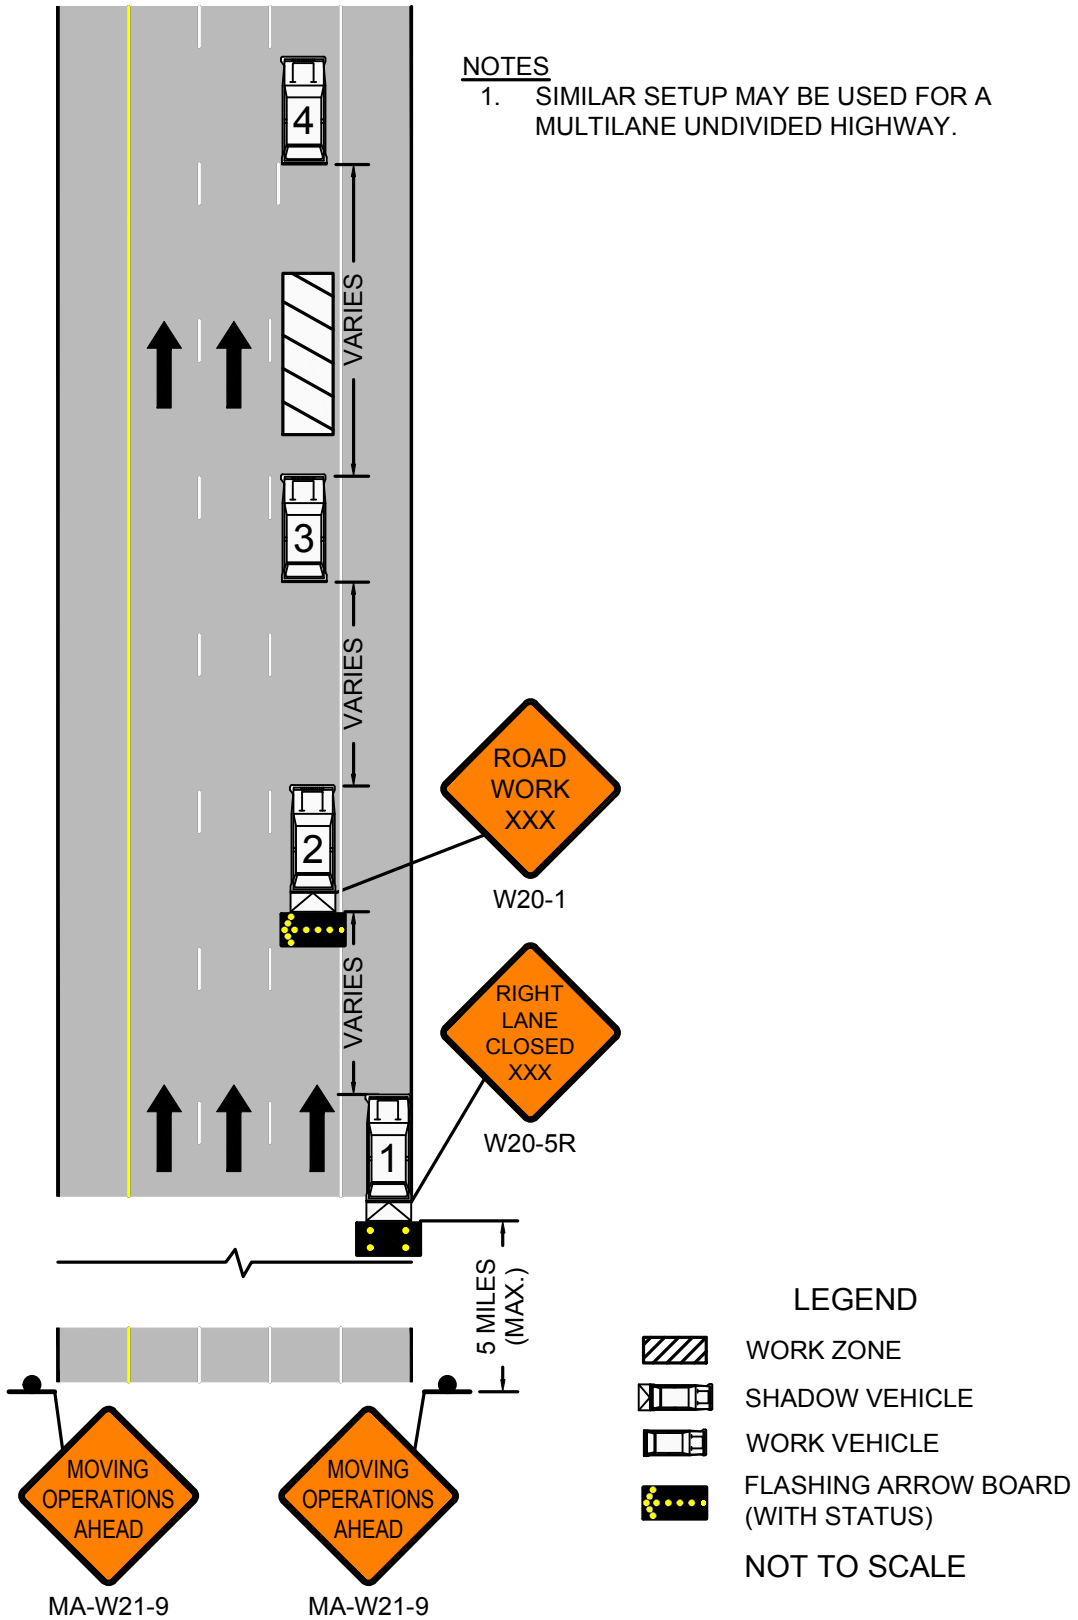 NOTES
1. SIMILAR SETUP MAY BE USED FOR A
MULTILANE UNDIVIDED HIGHWAY.
4
VARIES
3
VARIES
ROAD
WORK
XXX
W20-1
2
VARIES
RIGHT
LANE
CLOSED
XXX
W20-5R
1
5 MILES
(MAX.)
MOVING
OPERATIONS
AHEAD
MA-W21-9
MOVING
OPERATIONS
AHEAD
MA-W21-9
LEGEND
WORK ZONE
SHADOW VEHICLE
WORK VEHICLE
FLASHING ARROW BOARD
(WITH STATUS)
NOT TO SCALE